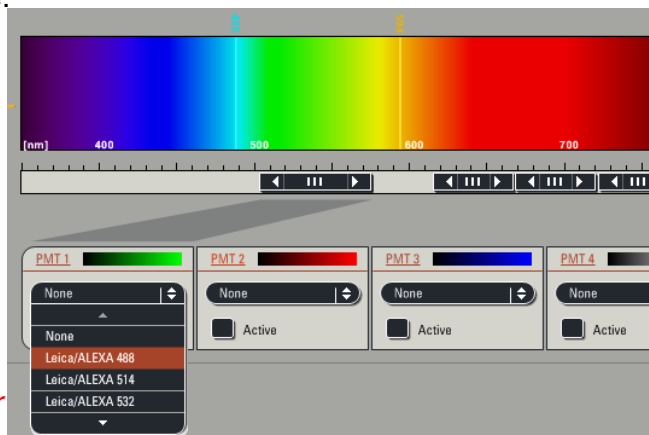 [nm] 400 500 600 700
PMT 1 PMT 2 PMT 3 PMT 4
None None None None
Active Active Active
None
Leica/ALEXA 488
Leica/ALEXA 514
Leica/ALEXA 532